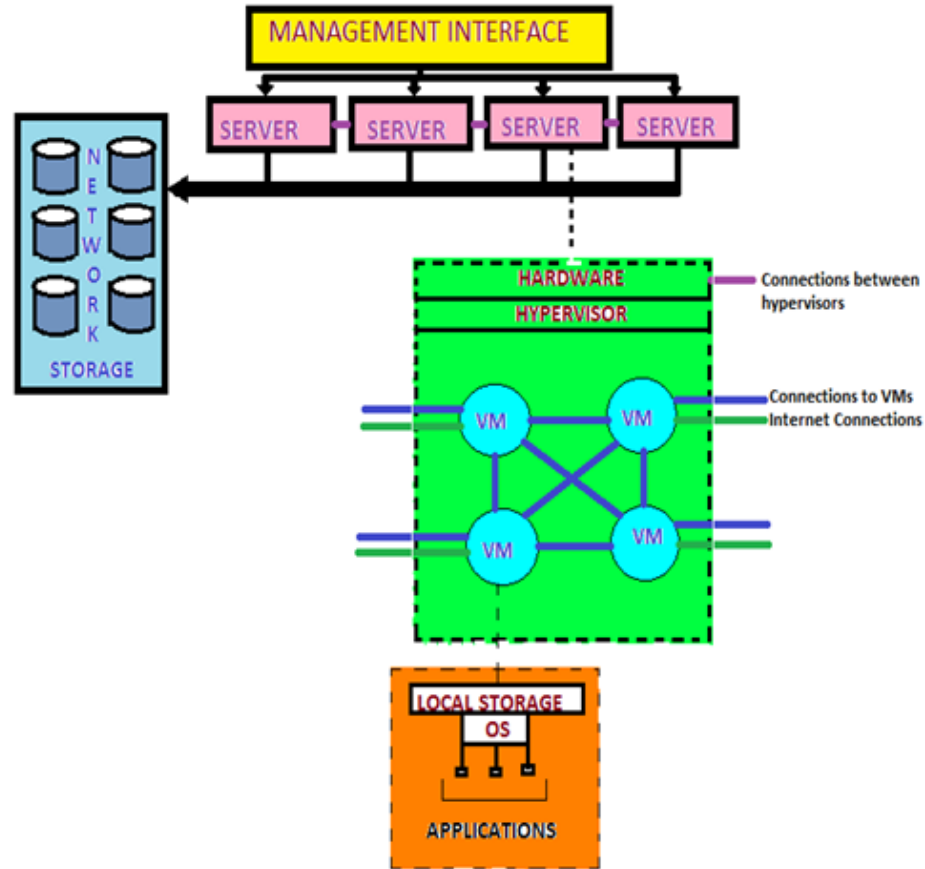 MANAGEMENT INTERFACE
SERVER
SERVER
SERVER
SERVER
NETWORK
STORAGE
HARDWARE
HYPERVISOR
Connections between
hypervisors
VM
VM
Connections to VMs
Internet Connections
VM
VM
LOCAL STORAGE
OS
APPLICATIONS